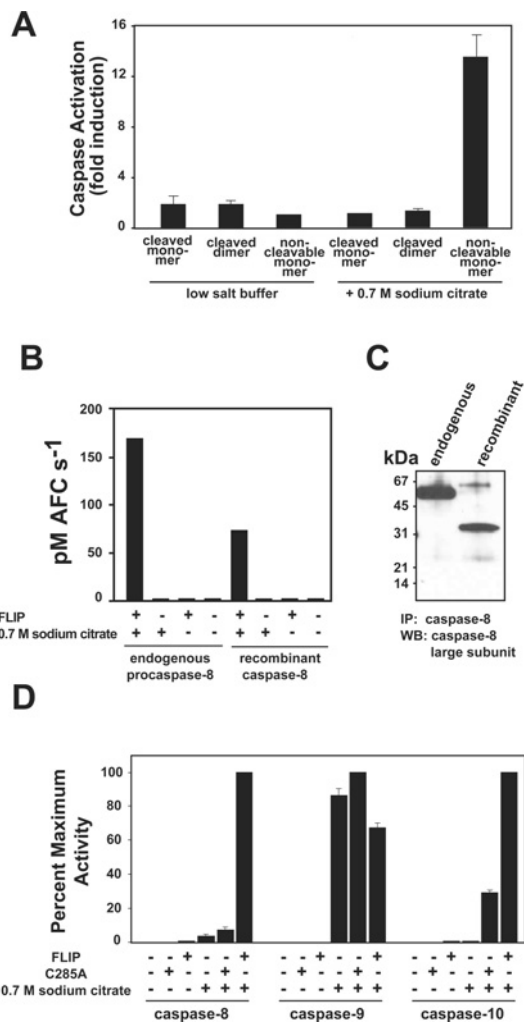 A
Caspase Activation
(fold induction)
16
12
8
4
0
cleaved
mono-
mer
cleaved
dimer
non-
cleavable
mono-
mer
cleaved
mono-
mer
cleaved
dimer
non-
cleavable
mono-
mer
low salt buffer
+ 0.7 M sodium citrate
B
pM AFC s-1
200
150
100
50
0
FLIP + - + - + - + -
0.7 M sodium citrate + + - - + + - -
endogenous
procaspase-8
recombinant
caspase-8
C
endogenous
recombinant
kDa
67
45
31
21
14
IP: caspase-8
WB: caspase-8
large subunit
D
Percent Maximum
Activity
100
80
60
40
20
0
FLIP - - + - - + - - + - - + - - + - - +
C285A - + - - + - - + - - + - - + - - + -
0.7 M sodium citrate - - - + + + - - - + + + - - - + + +
caspase-8
caspase-9
caspase-10